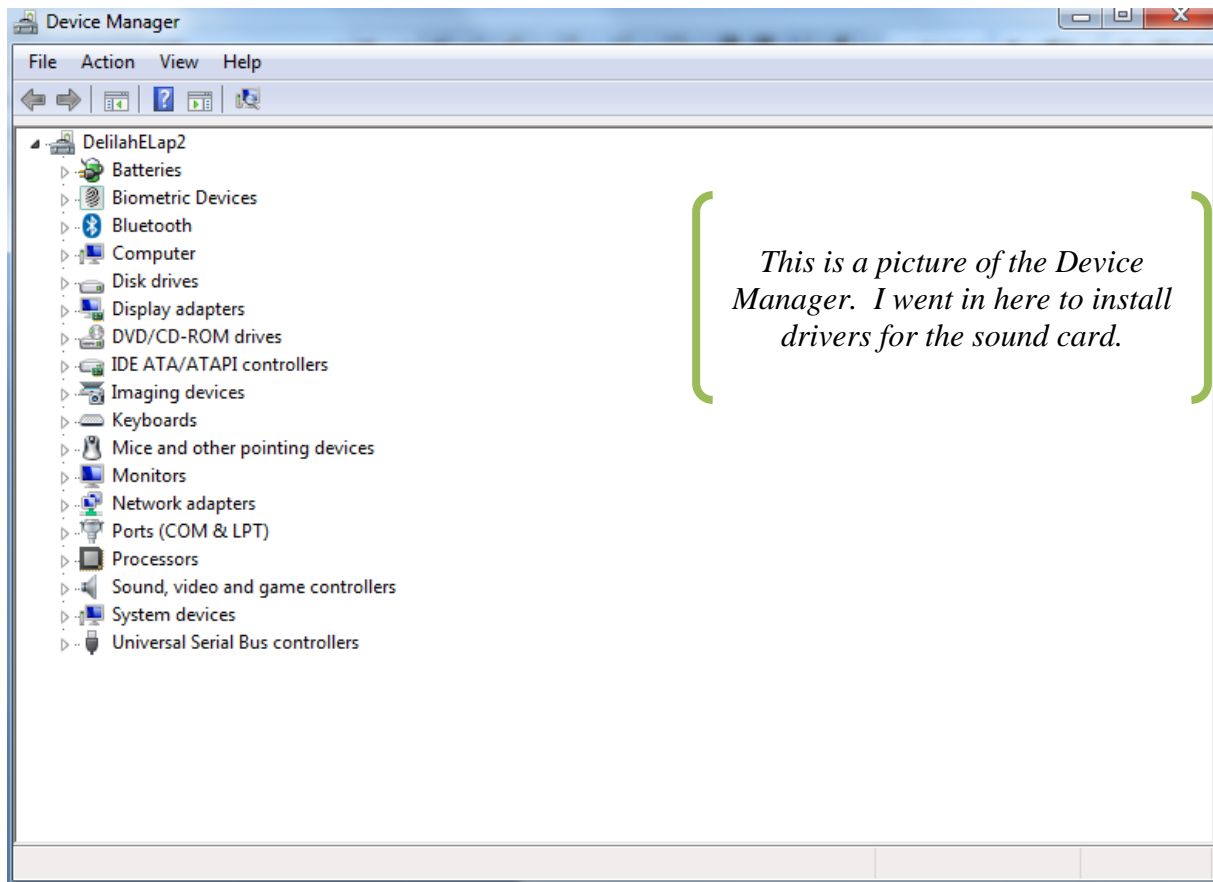 Device Manager
File Action View Help
DelilahELap2
Batteries
Biometric Devices
Bluetooth
Computer
Disk drives
Display adapters
DVD/CD-ROM drives
IDE ATA/ATAPI controllers
Imaging devices
Keyboards
Mice and other pointing devices
Monitors
Network adapters
Ports (COM & LPT)
Processors
Sound, video and game controllers
System devices
Universal Serial Bus controllers
This is a picture of the Device
Manager.  I went in here to install
drivers for the sound card.